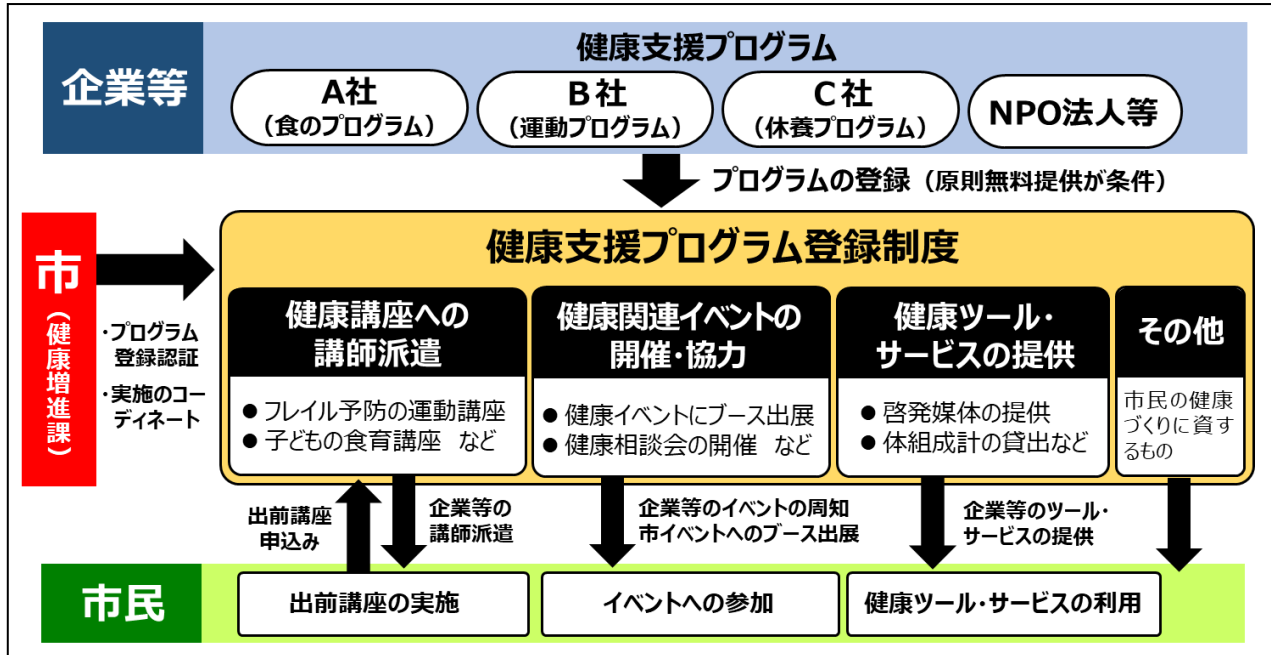 健康支援プログラム
企業等
A社
（食のプログラム）
B社
（運動プログラム）
C社
（休養プログラム）
NPO法人等
プログラムの登録（原則無料提供が条件）
市
（健康増進課）
・プログラム
登録認証
・実施のコー
ディネート
健康支援プログラム登録制度
健康講座への
講師派遣
● フレイル予防の運動講座
● 子どもの食育講座 など
健康関連イベントの
開催・協力
● 健康イベントにブース出展
● 健康相談会の開催 など
健康ツール・
サービスの提供
● 啓発媒体の提供
● 体組成計の貸出など
その他
市民の健康
づくりに資す
るもの
出前講座
申込み
企業等の
講師派遣
企業等のイベントの周知
市イベントへのブース出展
企業等のツール・
サービスの提供
市民
出前講座の実施
イベントへの参加
健康ツール・サービスの利用